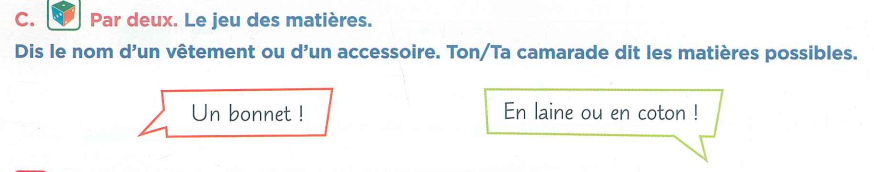 C. Par deux. Le jeu des matières.
Dis le nom d'un vêtement ou d'un accessoire. Ton/Ta camarade dit les matières possibles.
Un bonnet !
En laine ou en coton !